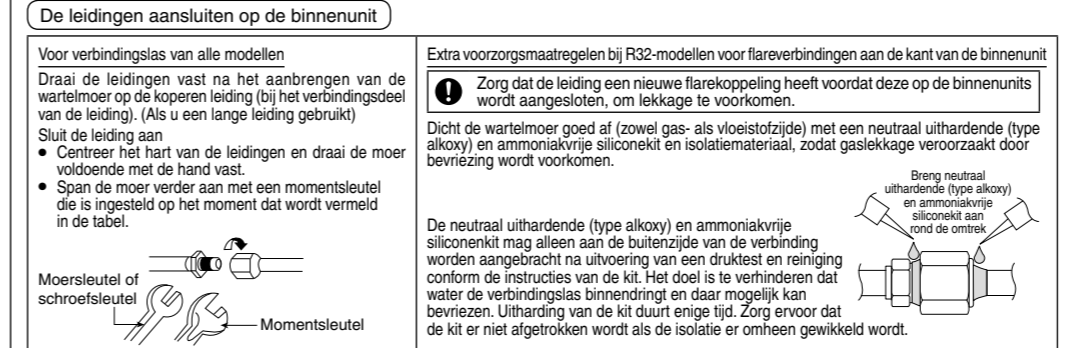 De leidingen aansluiten op de binnenunit
Voor verbindingslas van alle modellen
Draai de leidingen vast na het aanbrengen van de
wartelmoer op de koperen leiding (bij het verbindingsdeel
van de leiding). (Als u een lange leiding gebruikt)
Sluit de leiding aan
● Centreer het hart van de leidingen en draai de moer
voldoende met de hand vast.
● Span de moer verder aan met een momentsleutel
die is ingesteld op het moment dat wordt vermeld
in de tabel.
Moersleutel of
schroefsleutel
Momentsleutel
Extra voorzorgsmaatregelen bij R32-modellen voor flareverbindingen aan de kant van de binnenunit
Zorg dat de leiding een nieuwe flarekoppeling heeft voordat deze op de binnenunits
wordt aangesloten, om lekkage te voorkomen.
Dicht de wartelmoer goed af (zowel gas- als vloeistofzijde) met een neutraal uithardende (type
alkoxy) en ammoniakvrije siliconekit en isolatiemateriaal, zodat gaslekkage veroorzaakt door
bevriezing wordt voorkomen.
Breng neutraal
uithardende (type alkoxy)
en ammoniakvrije
siliconekit aan
rond de omtrek
De neutraal uithardende (type alkoxy) en ammoniakvrije
siliconenkit mag alleen aan de buitenzijde van de verbinding
worden aangebracht na uitvoering van een druktest en reiniging
conform de instructies van de kit. Het doel is te verhinderen dat
water de verbindingslas binnendringt en daar mogelijk kan
bevriezen. Uitharding van de kit duurt enige tijd. Zorg ervoor dat
de kit er niet afgetrokken wordt als de isolatie er omheen gewikkeld wordt.